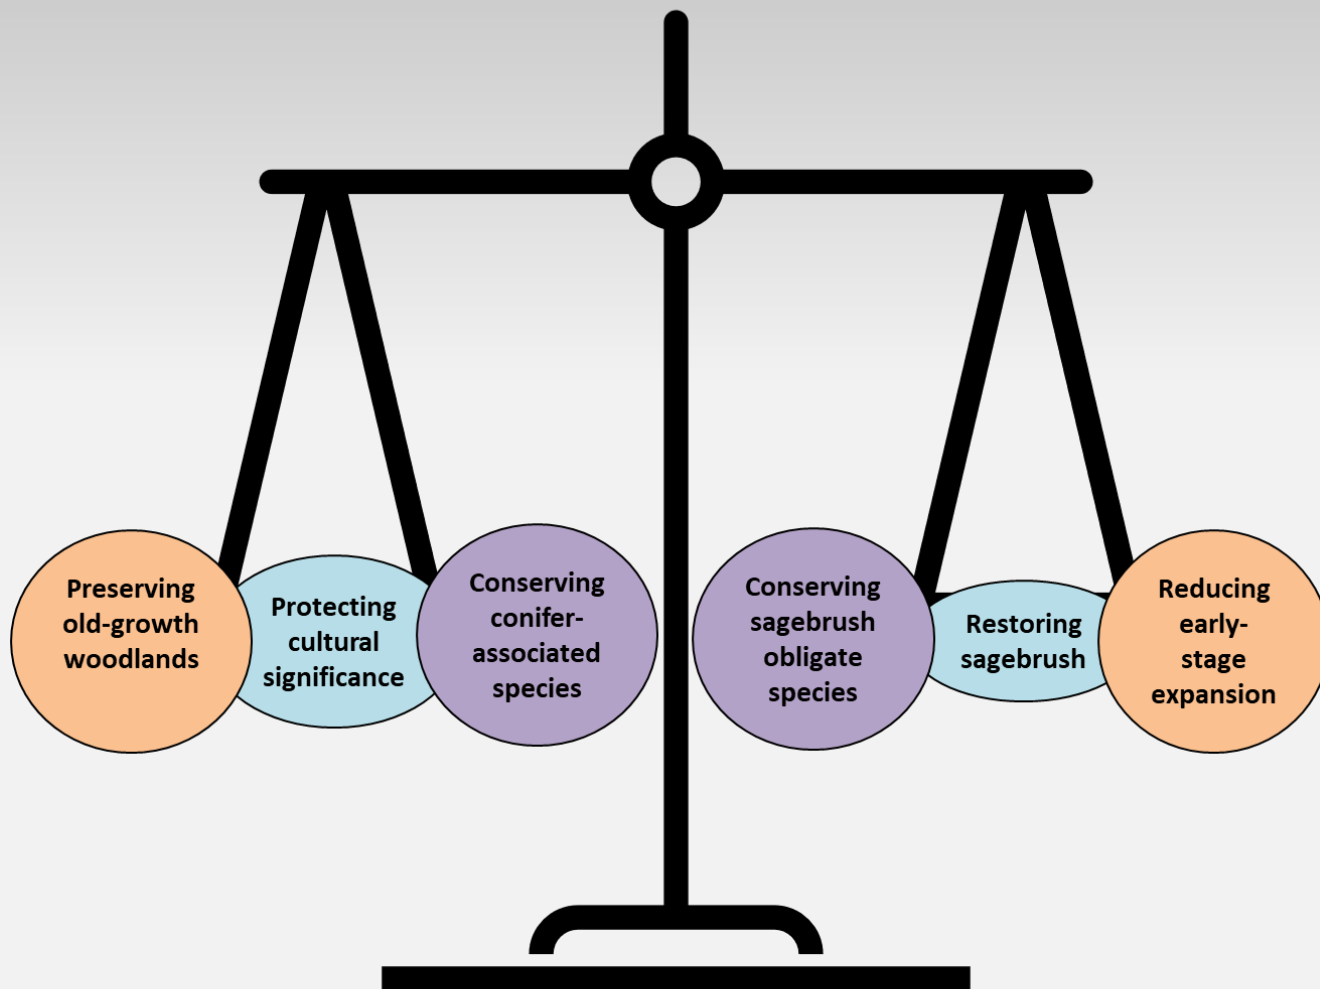 Preserving
old-growth
woodlands
Protecting
cultural
significance
Conserving
conifer-
associated
species
Conserving
sagebrush
obligate
species
Restoring
sagebrush
Reducing
early-
stage
expansion